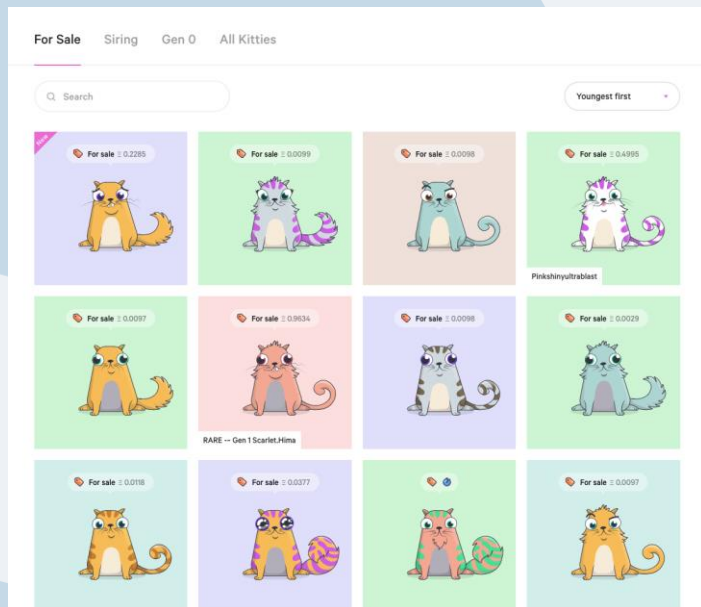 For Sale Siring Gen 0 All Kitties
Search Youngest first
New
For sale Ξ 0.2285 For sale Ξ 0.0099 For sale Ξ 0.0098 For sale Ξ 0.4995
Pinkshinyultrablast
For sale Ξ 0.0097 For sale Ξ 0.9634 For sale Ξ 0.0098 For sale Ξ 0.0029
RARE -- Gen 1 Scarlet.Hima
For sale Ξ 0.0118 For sale Ξ 0.0377 For sale Ξ 0.0097